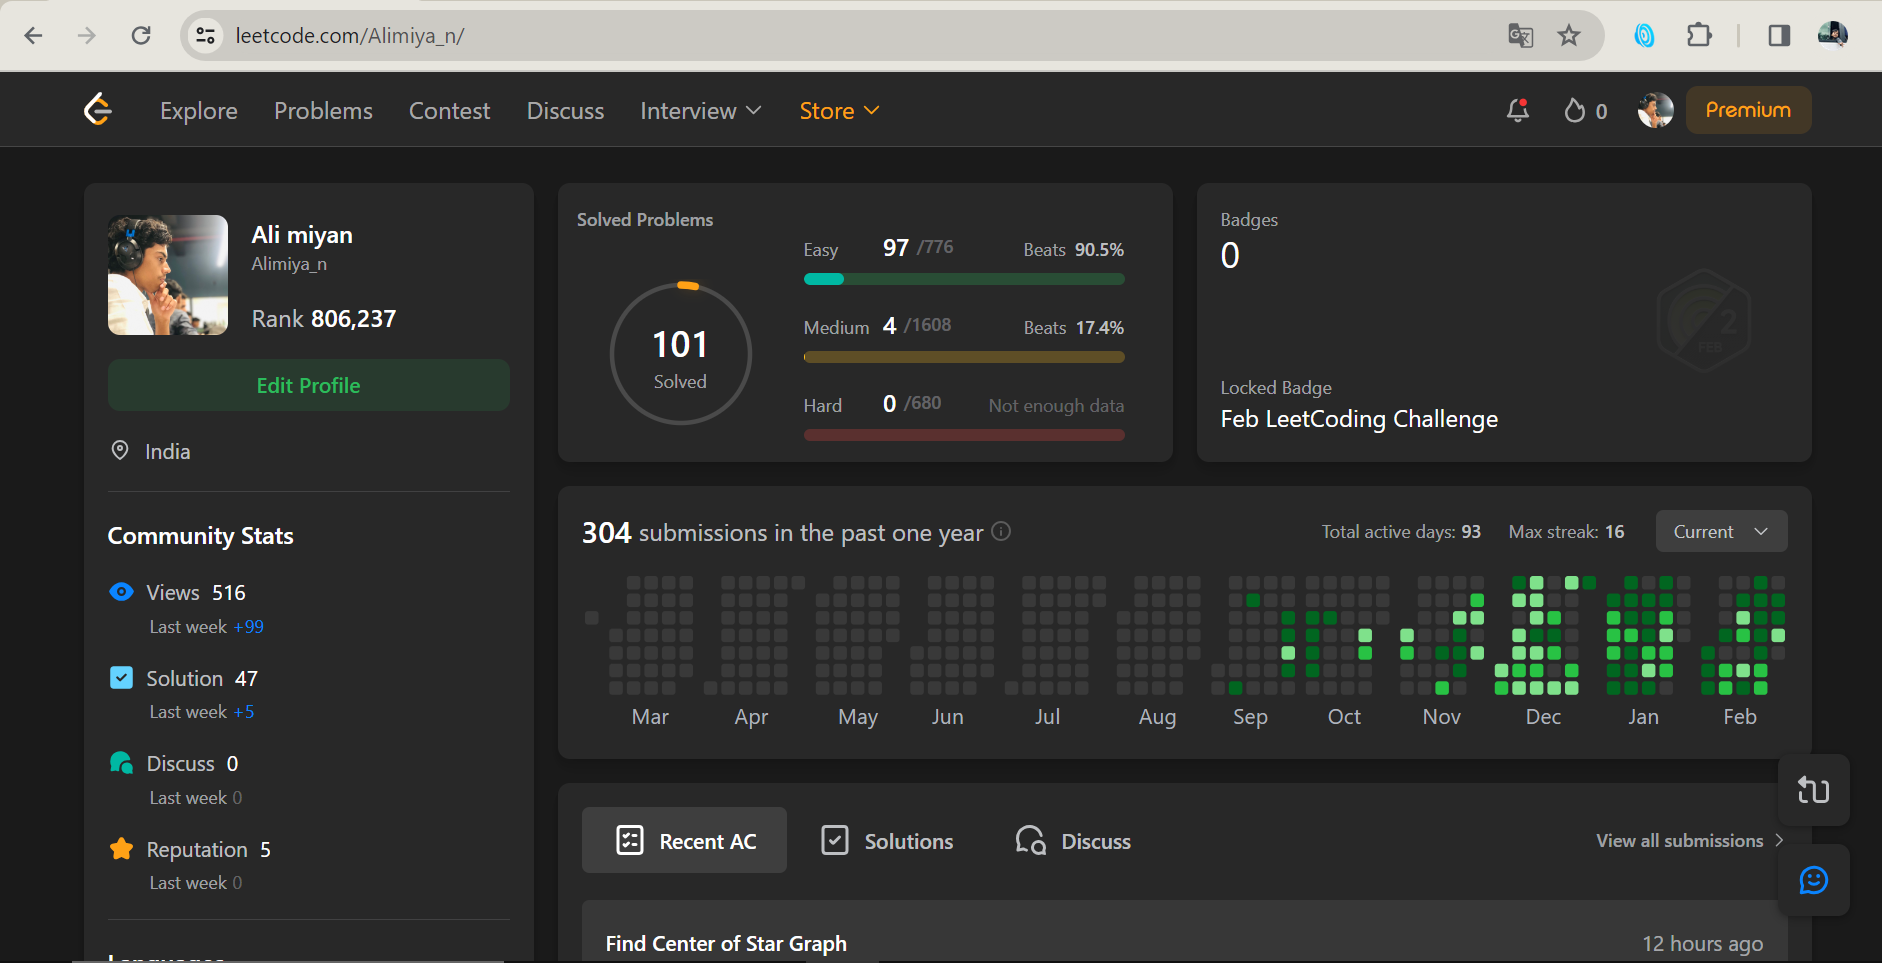 leetcode.com/Alimiya_n/
Explore Problems Contest Discuss Interview Store 0 Premium
Ali miyan
Alimiya_n
Rank 806,237
Edit Profile
India
Community Stats
Views 516
Last week +99
Solution 47
Last week +5
Discuss 0
Last week 0
Reputation 5
Last week 0
Languages
Solved Problems
101
Solved
Easy 97 /776 Beats 90.5%
Medium 4 /1608 Beats 17.4%
Hard 0 /680 Not enough data
Badges
0
2
FEB
Locked Badge
Feb LeetCoding Challenge
304 submissions in the past one year Total active days: 93 Max streak: 16 Current
Mar Apr May Jun Jul Aug Sep Oct Nov Dec Jan Feb
Recent AC Solutions Discuss View all submissions
Find Center of Star Graph 12 hours ago